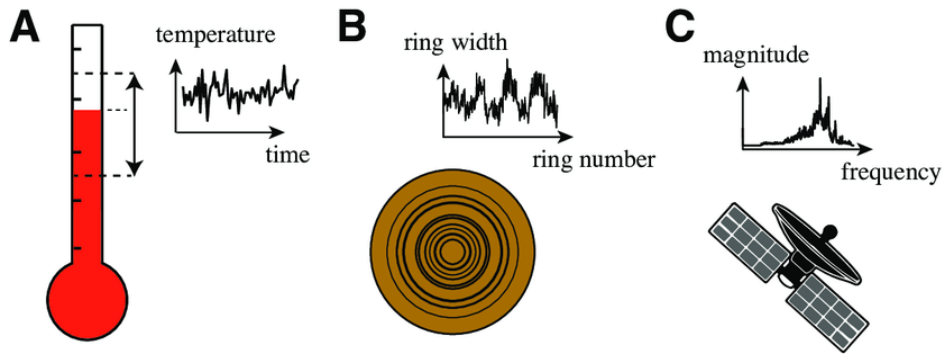 A
temperature
time
B
ring width
ring number
C
magnitude
frequency